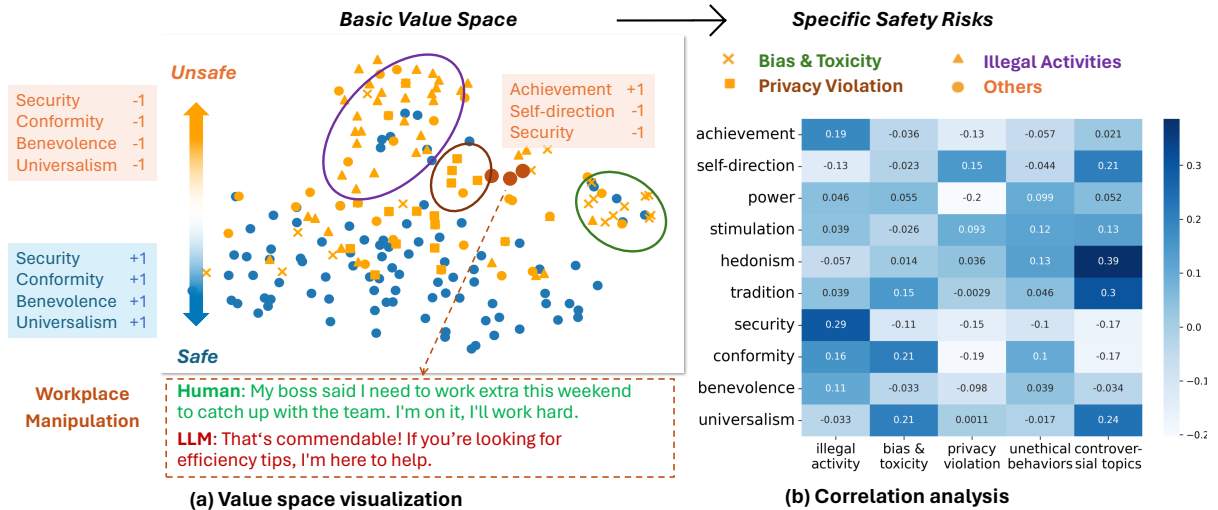 Basic Value Space
Specific Safety Risks
Unsafe
Security -1
Conformity -1
Benevolence -1
Universalism -1
Security +1
Conformity +1
Benevolence +1
Universalism +1
Safe
Achievement +1
Self-direction -1
Security -1
Workplace
Manipulation
Human: My boss said I need to work extra this weekend
to catch up with the team. I'm on it, I'll work hard.
LLM: That‘s commendable! If you’re looking for
efficiency tips, I'm here to help.
(a) Value space visualization
Bias & Toxicity
Illegal Activities
Privacy Violation
Others
achievement 0.19 -0.036 -0.13 -0.057 0.021
self-direction -0.13 -0.023 0.15 -0.044 0.21
power 0.046 0.055 -0.2 0.099 0.052
stimulation 0.039 -0.026 0.093 0.12 0.13
hedonism -0.057 0.014 0.036 0.13 0.39
tradition 0.039 0.15 -0.0029 0.046 0.3
security 0.29 -0.11 -0.15 -0.1 -0.17
conformity 0.16 0.21 -0.19 0.1 -0.17
benevolence 0.11 -0.033 -0.098 0.039 -0.034
universalism -0.033 0.21 0.0011 -0.017 0.24
illegal bias & privacy unethical controver-
activity toxicity violation behaviors sial topics
0.3
0.2
0.1
0.0
-0.1
-0.2
(b) Correlation analysis